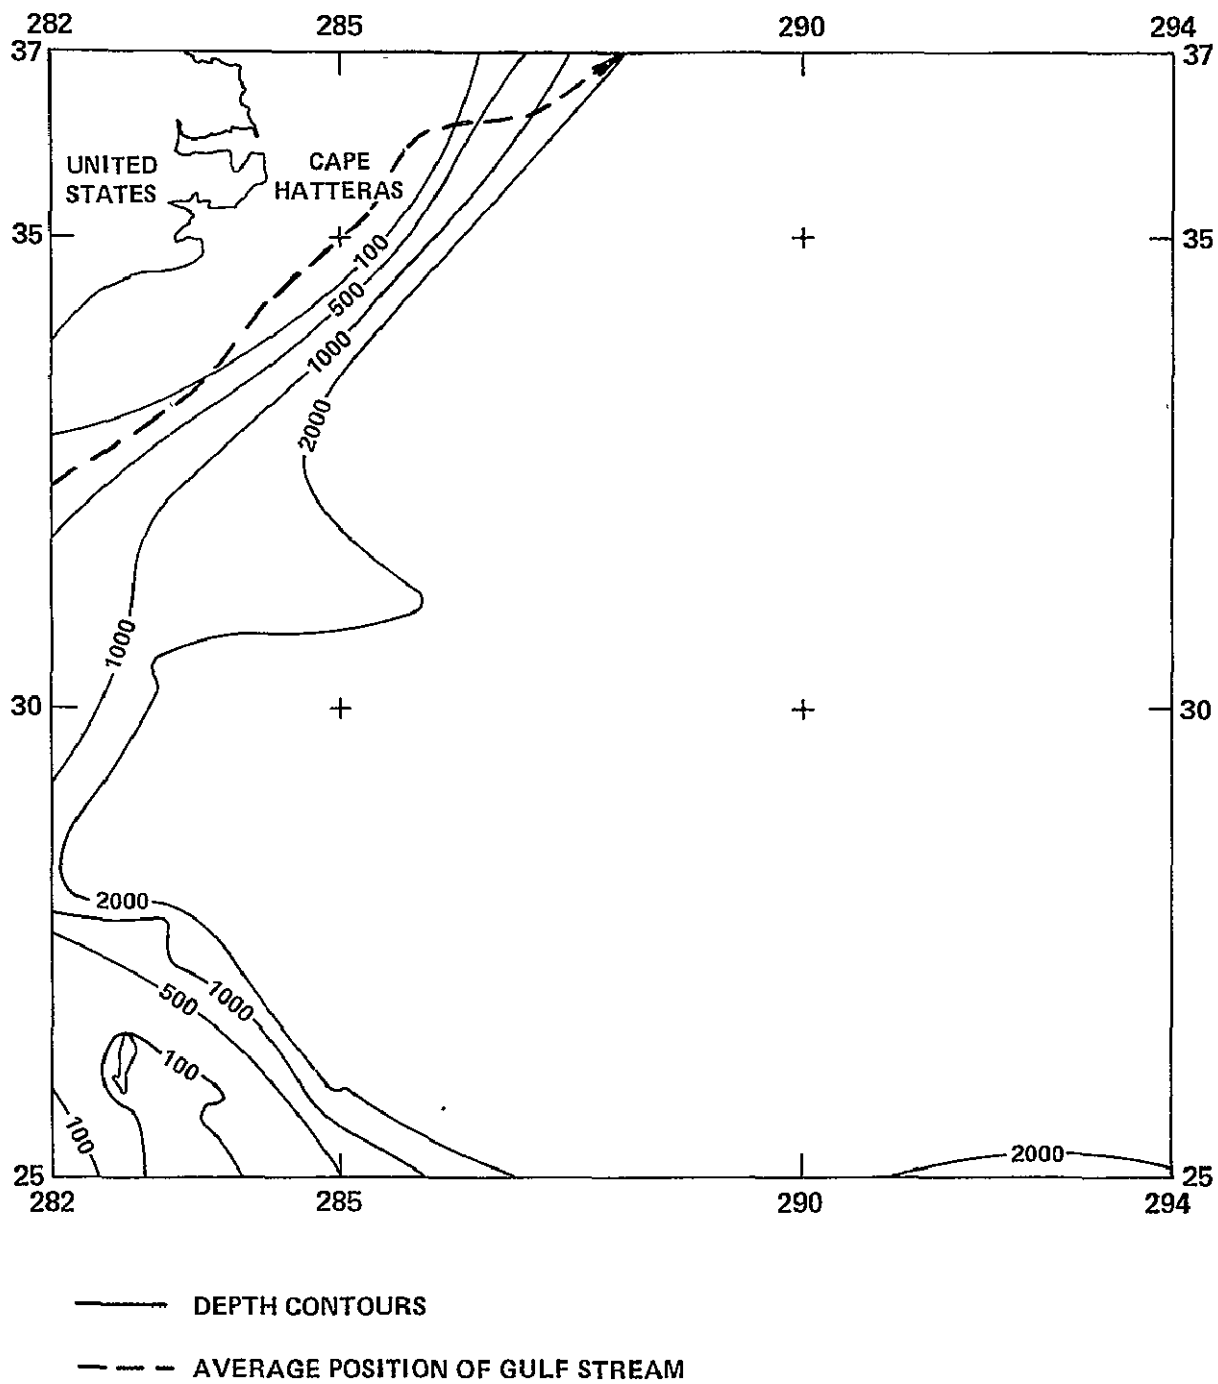 282 285 290 294
37 37
UNITED STATES
CAPE HATTERAS
35 35
100
500
1000
2000
1000
30 30
2000
1000
500
100
100
2000
25 25
282 285 290 294
DEPTH CONTOURS
AVERAGE POSITION OF GULF STREAM